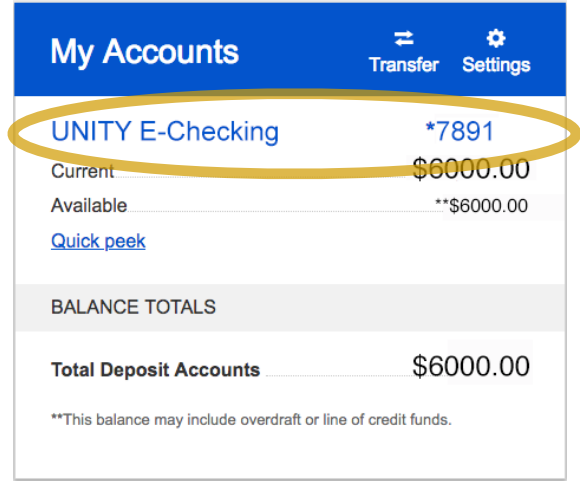 My Accounts
Transfer
Settings
UNITY E-Checking *7891
Current $6000.00
Available **$6000.00
Quick peek
BALANCE TOTALS
Total Deposit Accounts $6000.00
**This balance may include overdraft or line of credit funds.